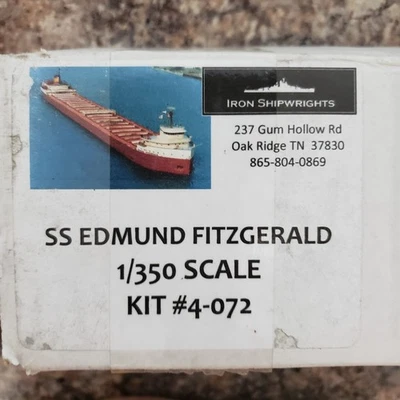 IRON SHIPWRIGHTS
237 Gum Hollow Rd
Oak Ridge TN 37830
865-804-0869
SS EDMUND FITZGERALD
1/350 SCALE
KIT #4-072